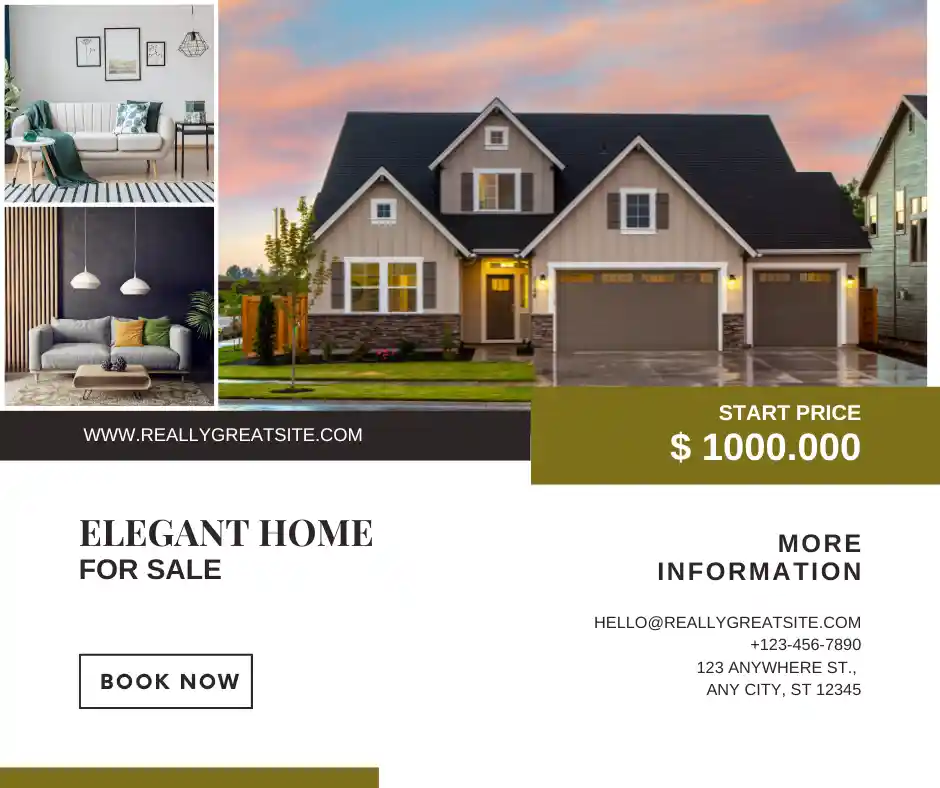 WWW.REALLYGREATSITE.COM
START PRICE
$ 1000.000
ELEGANT HOME
FOR SALE
BOOK NOW
MORE
INFORMATION
HELLO@REALLYGREATSITE.COM
+123-456-7890
123 ANYWHERE ST.,
ANY CITY, ST 12345